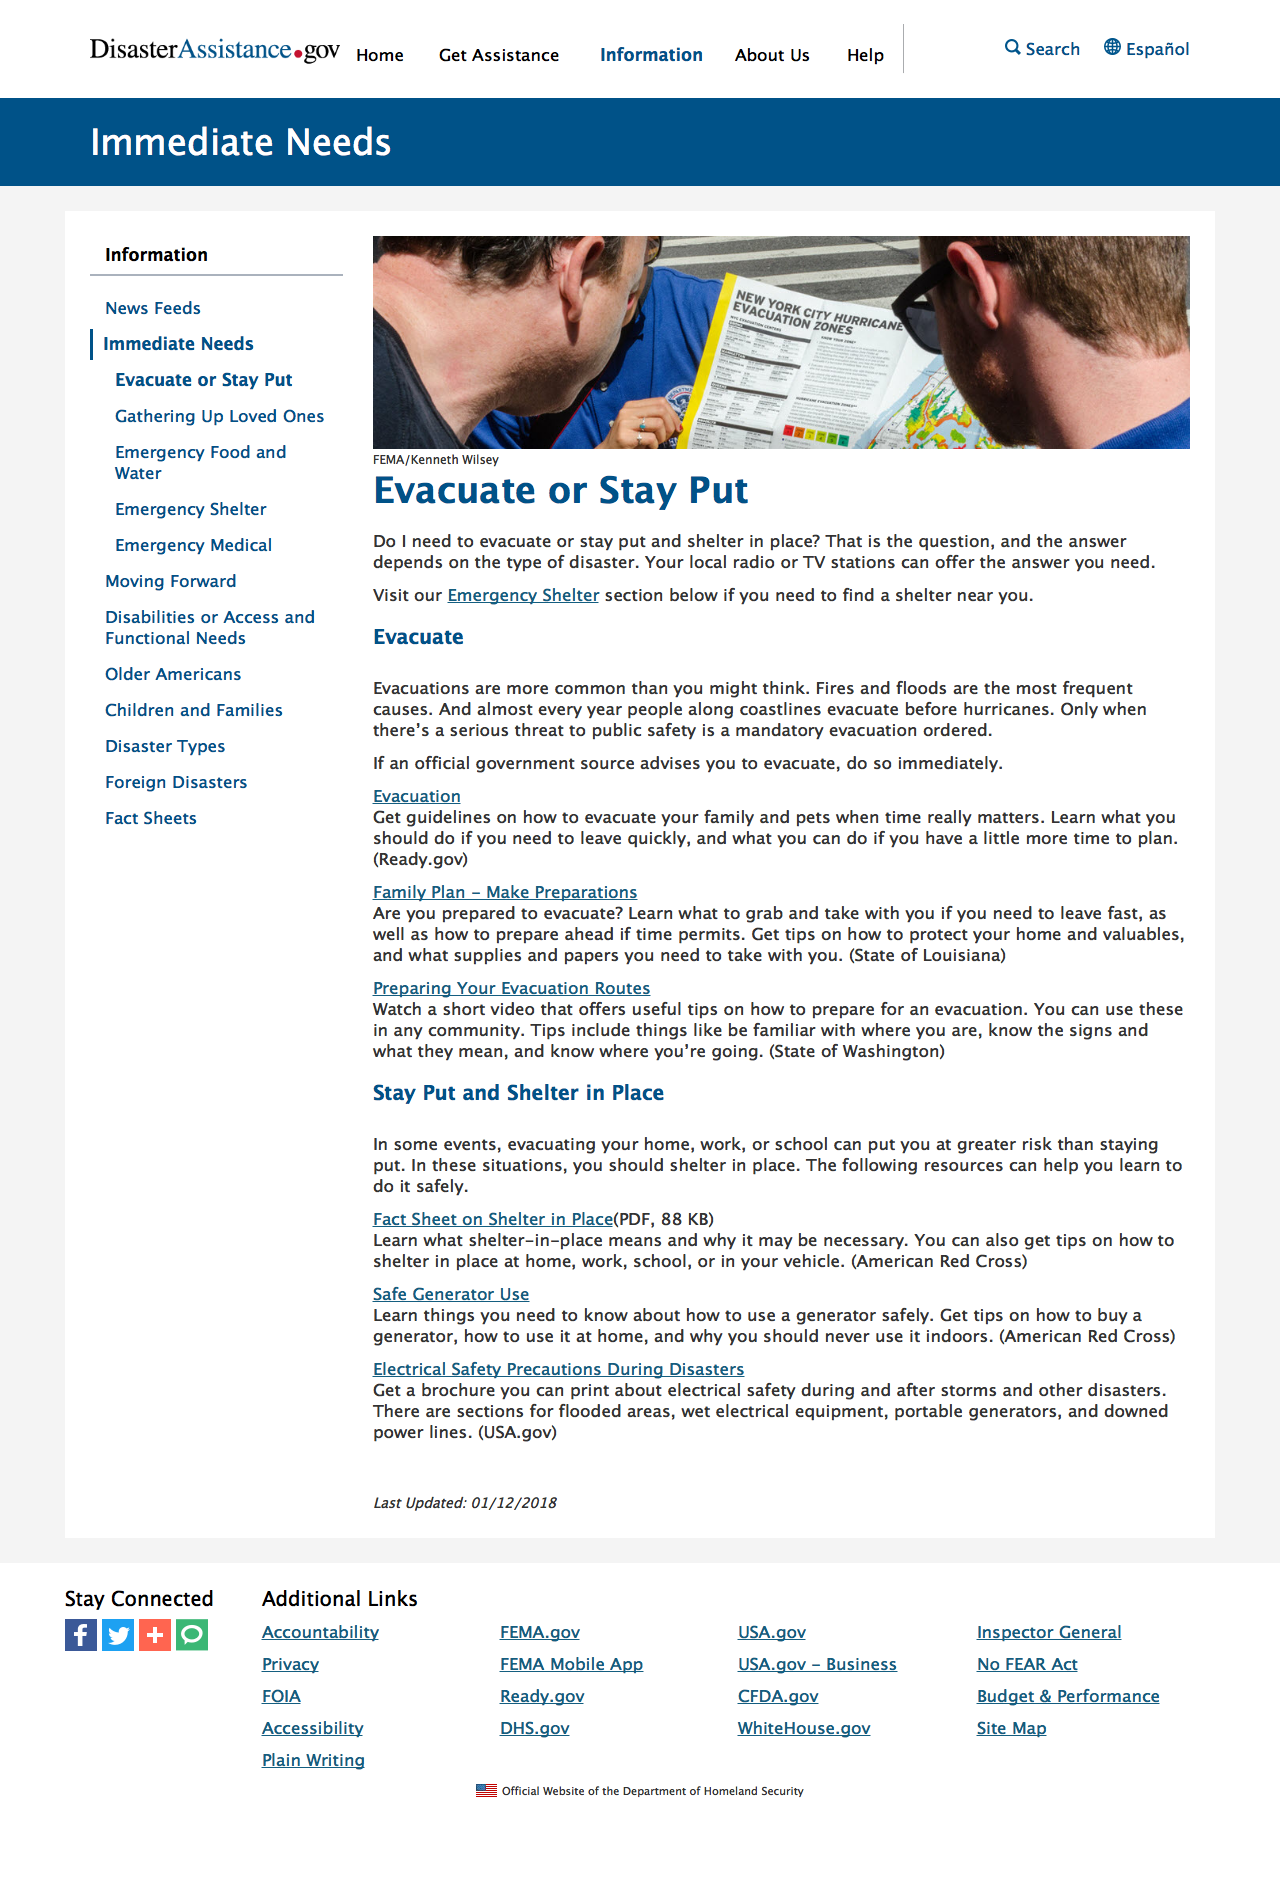 DisasterAssistance.gov
Home
Get Assistance
Information
About Us
Help
Search
Español
Immediate Needs
Information
News Feeds
Immediate Needs
Evacuate or Stay Put
Gathering Up Loved Ones
Emergency Food and
Water
Emergency Shelter
Emergency Medical
Moving Forward
Disabilities or Access and
Functional Needs
Older Americans
Children and Families
Disaster Types
Foreign Disasters
Fact Sheets
NEW YORK CITY HURRICANE
EVACUATION ZONES
FEMA/Kenneth Wilsey
Evacuate or Stay Put
Do I need to evacuate or stay put and shelter in place? That is the question, and the answer
depends on the type of disaster. Your local radio or TV stations can offer the answer you need.
Visit our Emergency Shelter section below if you need to find a shelter near you.
Evacuate
Evacuations are more common than you might think. Fires and floods are the most frequent
causes. And almost every year people along coastlines evacuate before hurricanes. Only when
there’s a serious threat to public safety is a mandatory evacuation ordered.
If an official government source advises you to evacuate, do so immediately.
Evacuation
Get guidelines on how to evacuate your family and pets when time really matters. Learn what you
should do if you need to leave quickly, and what you can do if you have a little more time to plan.
(Ready.gov)
Family Plan – Make Preparations
Are you prepared to evacuate? Learn what to grab and take with you if you need to leave fast, as
well as how to prepare ahead if time permits. Get tips on how to protect your home and valuables,
and what supplies and papers you need to take with you. (State of Louisiana)
Preparing Your Evacuation Routes
Watch a short video that offers useful tips on how to prepare for an evacuation. You can use these
in any community. Tips include things like be familiar with where you are, know the signs and
what they mean, and know where you’re going. (State of Washington)
Stay Put and Shelter in Place
In some events, evacuating your home, work, or school can put you at greater risk than staying
put. In these situations, you should shelter in place. The following resources can help you learn to
do it safely.
Fact Sheet on Shelter in Place(PDF, 88 KB)
Learn what shelter-in-place means and why it may be necessary. You can also get tips on how to
shelter in place at home, work, school, or in your vehicle. (American Red Cross)
Safe Generator Use
Learn things you need to know about how to use a generator safely. Get tips on how to buy a
generator, how to use it at home, and why you should never use it indoors. (American Red Cross)
Electrical Safety Precautions During Disasters
Get a brochure you can print about electrical safety during and after storms and other disasters.
There are sections for flooded areas, wet electrical equipment, portable generators, and downed
power lines. (USA.gov)
Last Updated: 01/12/2018
Stay Connected
Additional Links
Accountability
Privacy
FOIA
Accessibility
Plain Writing
FEMA.gov
FEMA Mobile App
Ready.gov
DHS.gov
USA.gov
USA.gov – Business
CFDA.gov
WhiteHouse.gov
Inspector General
No FEAR Act
Budget & Performance
Site Map
Official Website of the Department of Homeland Security